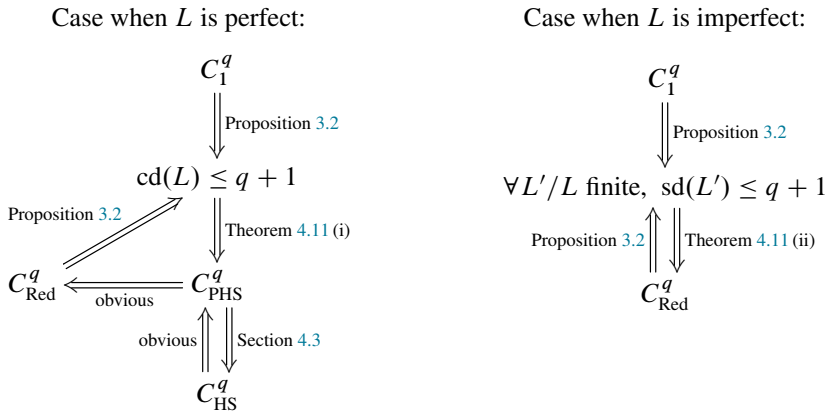 Case when L is perfect:
C_1^q
Proposition 3.2
cd(L) ≤ q + 1
Proposition 3.2
Theorem 4.11 (i)
C_Red^q
obvious
C_PHS^q
obvious
Section 4.3
C_HS^q
Case when L is imperfect:
C_1^q
Proposition 3.2
∀L′/L finite, sd(L′) ≤ q + 1
Proposition 3.2
Theorem 4.11 (ii)
C_Red^q